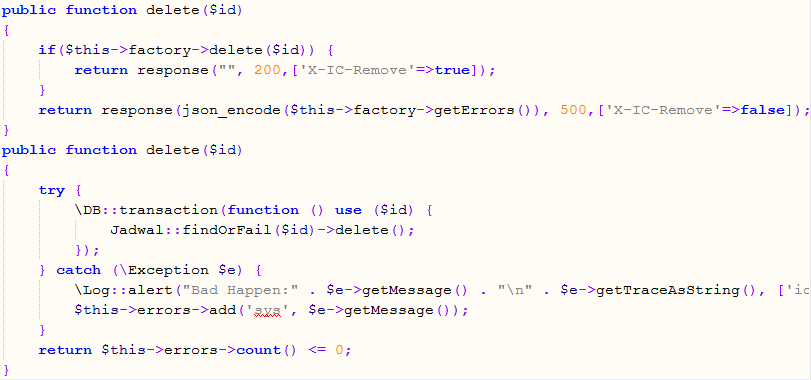 public function delete($id)
{
    if($this->factory->delete($id)) {
        return response("", 200,['X-IC-Remove'=>true]);
    }
    return response(json_encode($this->factory->getErrors()), 500,['X-IC-Remove'=>false]);
}
public function delete($id)
{
    try {
        \DB::transaction(function () use ($id) {
            Jadwal::findOrFail($id)->delete();
        });
    } catch (\Exception $e) {
        \Log::alert("Bad Happen:" . $e->getMessage() . "\n" . $e->getTraceAsString(), ['id
        $this->errors->add('sys', $e->getMessage());
    }
    return $this->errors->count() <= 0;
}